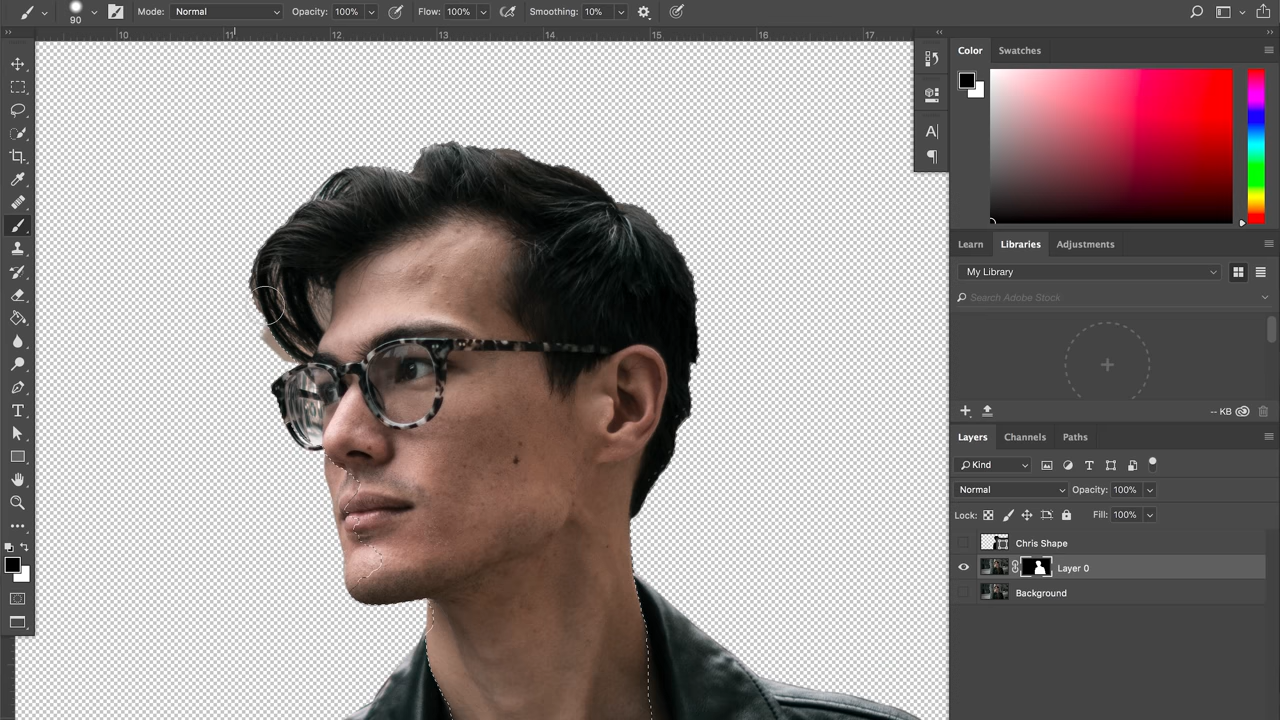 90
Mode: Normal Opacity: 100% Flow: 100% Smoothing: 10%
10 11 12 13 14 15 16 17
Color Swatches
A|
Learn Libraries Adjustments
My Library
Search Adobe Stock
-- KB
Layers Channels Paths
Kind
Normal Opacity: 100%
Lock: Fill: 100%
Chris Shape
Layer 0
Background
T